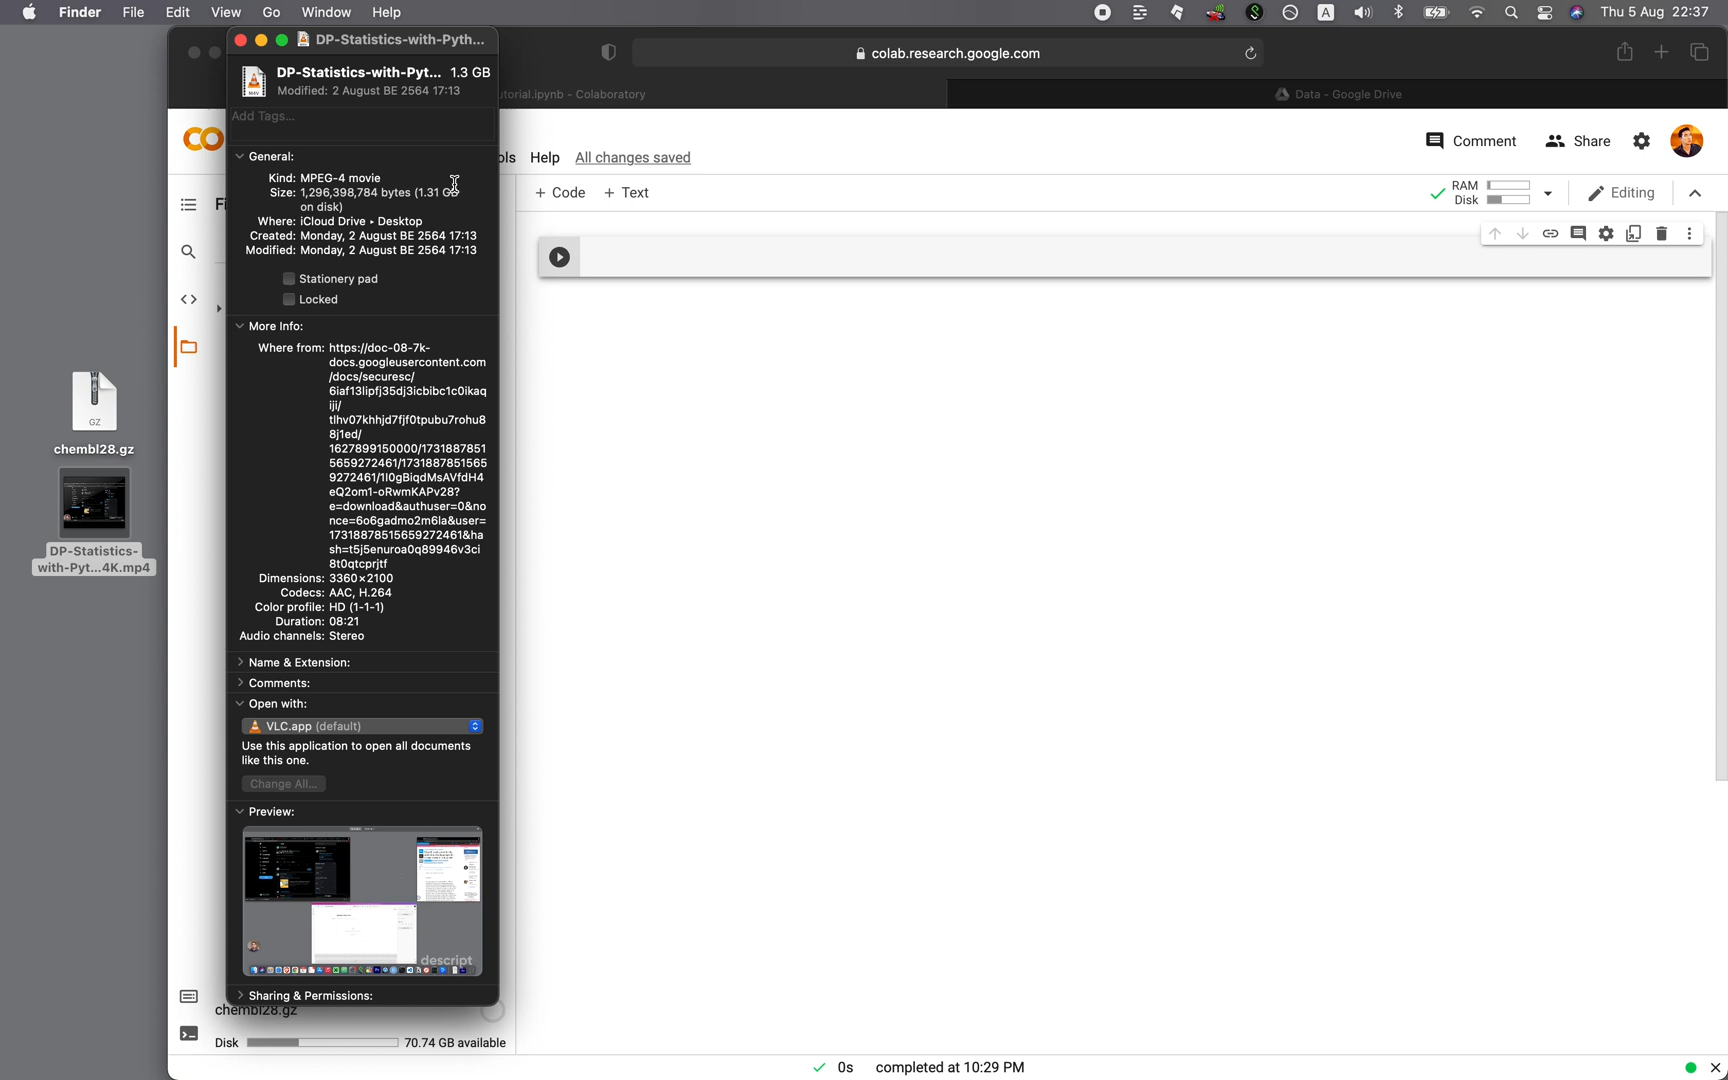 Finder File Edit View Go Window Help
A
Thu 5 Aug 22:37
DP-Statistics-with-Pyth...
colab.research.google.com
DP-Statistics-with-Pyt... 1.3 GB
Modified: 2 August BE 2564 17:13
utorial.ipynb - Colaboratory
Data - Google Drive
Add Tags...
CO
ols Help All changes saved
Comment
Share
General:
Kind: MPEG-4 movie
Size: 1,296,398,784 bytes (1.31 GB
on disk)
Where: iCloud Drive ▸ Desktop
Created: Monday, 2 August BE 2564 17:13
Modified: Monday, 2 August BE 2564 17:13
Stationery pad
Locked
Fi
+ Code + Text
RAM
Disk
Editing
More Info:
Where from: https://doc-08-7k-
docs.googleusercontent.com
/docs/securesc/
6iaf13lipfj35dj3icbibc1c0ikaq
iji/
tlhv07khhjd7fjf0tpubu7rohu8
8j1ed/
1627899150000/1731887851
5659272461/1731887851565
9272461/1I0gBiqdMsAVfdH4
eQ2om1-oRwmKAPv28?
e=download&authuser=0&no
nce=6o6gadmo2m6la&user=
17318878515659272461&ha
sh=t5j5enuroa0q89946v3ci
8t0qtcprjtf
Dimensions: 3360×2100
Codecs: AAC, H.264
Color profile: HD (1-1-1)
Duration: 08:21
Audio channels: Stereo
Name & Extension:
Comments:
Open with:
VLC.app (default)
Use this application to open all documents
like this one.
Change All...
Preview:
descript
Sharing & Permissions:
GZ
chembl28.gz
DP-Statistics-
with-Pyt...4K.mp4
chembl28.gz
Disk 70.74 GB available
0s completed at 10:29 PM